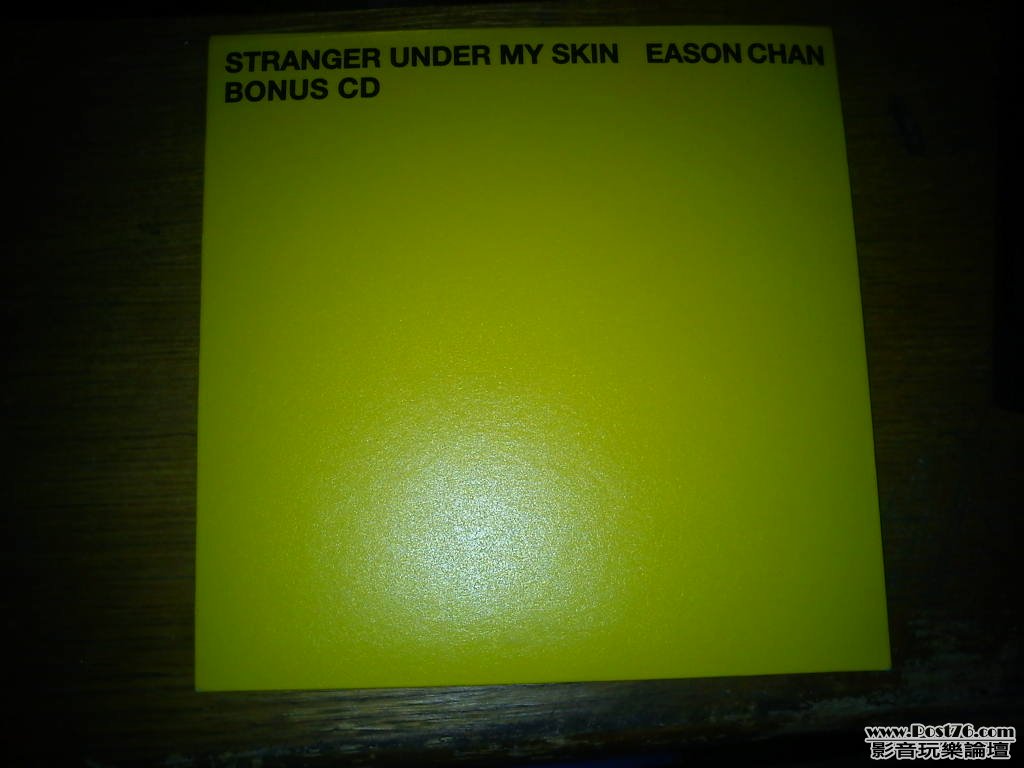 STRANGER UNDER MY SKIN EASON CHAN
BONUS CD
www.Post76.com
影音玩樂論壇